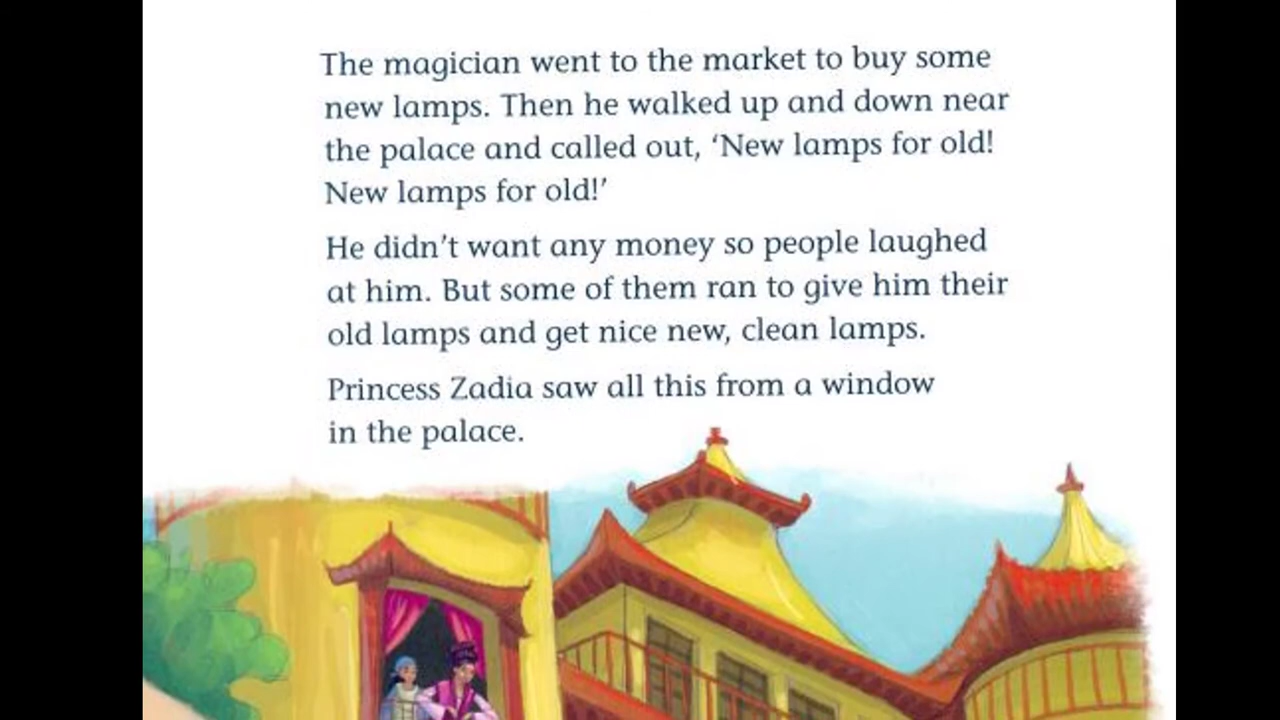 The magician went to the market to buy some
new lamps. Then he walked up and down near
the palace and called out, ‘New lamps for old!
New lamps for old!’
He didn’t want any money so people laughed
at him. But some of them ran to give him their
old lamps and get nice new, clean lamps.
Princess Zadia saw all this from a window
in the palace.